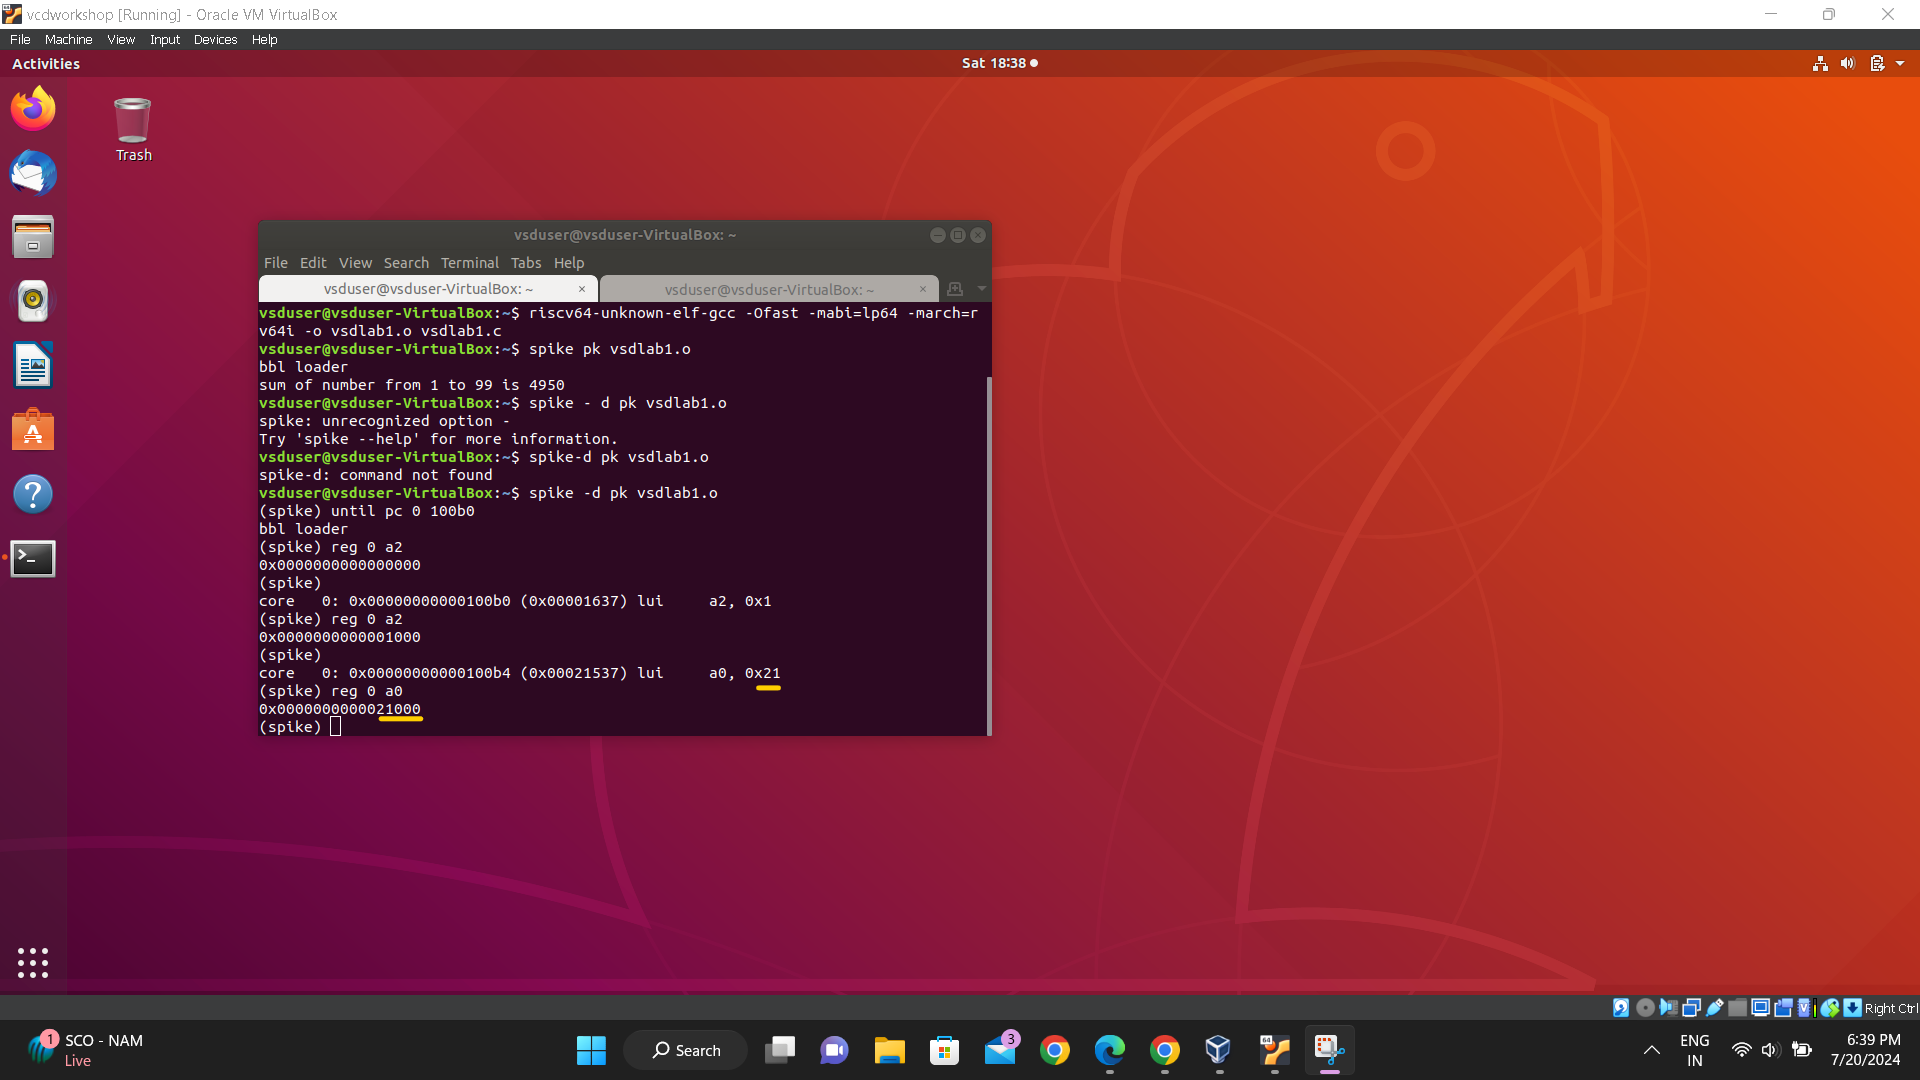 vcdworkshop [Running] - Oracle VM VirtualBox
File Machine View Input Devices Help
Activities
Sat 18:38
Trash
vsduser@vsduser-VirtualBox: ~
File Edit View Search Terminal Tabs Help
vsduser@vsduser-VirtualBox: ~ × vsduser@vsduser-VirtualBox: ~ ×
vsduser@vsduser-VirtualBox:~$ riscv64-unknown-elf-gcc -Ofast -mabi=lp64 -march=r
v64i -o vsdlab1.o vsdlab1.c
vsduser@vsduser-VirtualBox:~$ spike pk vsdlab1.o
bbl loader
sum of number from 1 to 99 is 4950
vsduser@vsduser-VirtualBox:~$ spike - d pk vsdlab1.o
spike: unrecognized option -
Try 'spike --help' for more information.
vsduser@vsduser-VirtualBox:~$ spike-d pk vsdlab1.o
spike-d: command not found
vsduser@vsduser-VirtualBox:~$ spike -d pk vsdlab1.o
(spike) until pc 0 100b0
bbl loader
(spike) reg 0 a2
0x0000000000000000
(spike)
core   0: 0x00000000000100b0 (0x00001637) lui     a2, 0x1
(spike) reg 0 a2
0x0000000000001000
(spike)
core   0: 0x00000000000100b4 (0x00021537) lui     a0, 0x21
(spike) reg 0 a0
0x0000000000021000
(spike)
Right Ctrl
1
SCO - NAM
Live
Search
3
64
ENG
IN
6:39 PM
7/20/2024